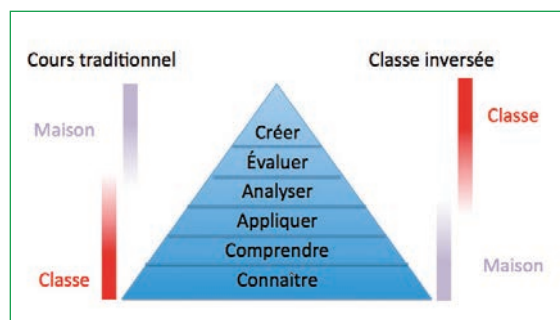 Cours traditionnel
Maison
Classe
Créer
Évaluer
Analyser
Appliquer
Comprendre
Connaître
Classe inversée
Classe
Maison